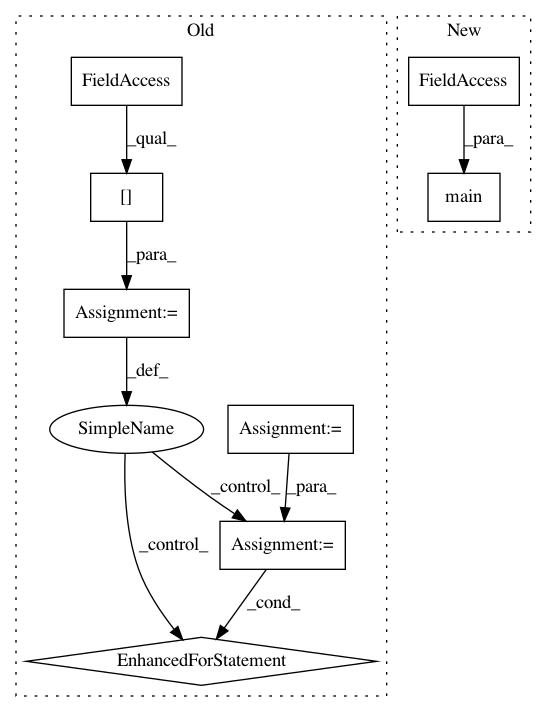 Old
New
FieldAccess
FieldAccess
_qual_
_para_
[]
main
_para_
Assignment:=
_def_
SimpleName
Assignment:=
_control_
_para_
_control_
Assignment:=
_cond_
EnhancedForStatement